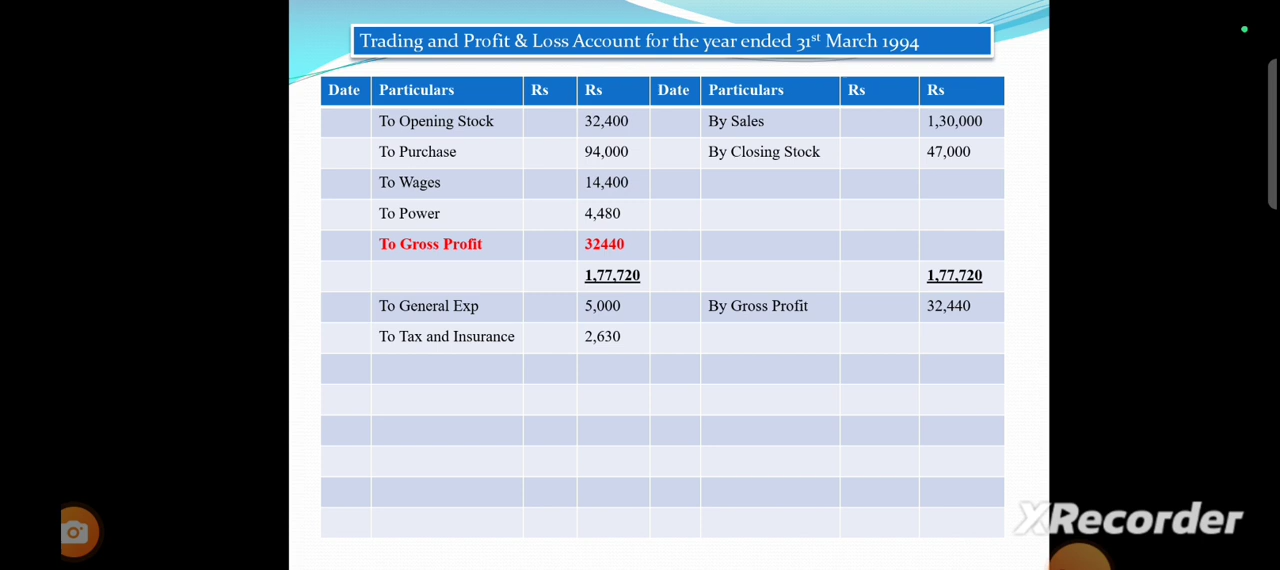 Trading and Profit & Loss Account for the year ended 31st March 1994
Date Particulars Rs Rs Date Particulars Rs Rs
To Opening Stock 32,400 By Sales 1,30,000
To Purchase 94,000 By Closing Stock 47,000
To Wages 14,400
To Power 4,480
To Gross Profit 32440
1,77,720 1,77,720
To General Exp 5,000 By Gross Profit 32,440
To Tax and Insurance 2,630
XRecorder